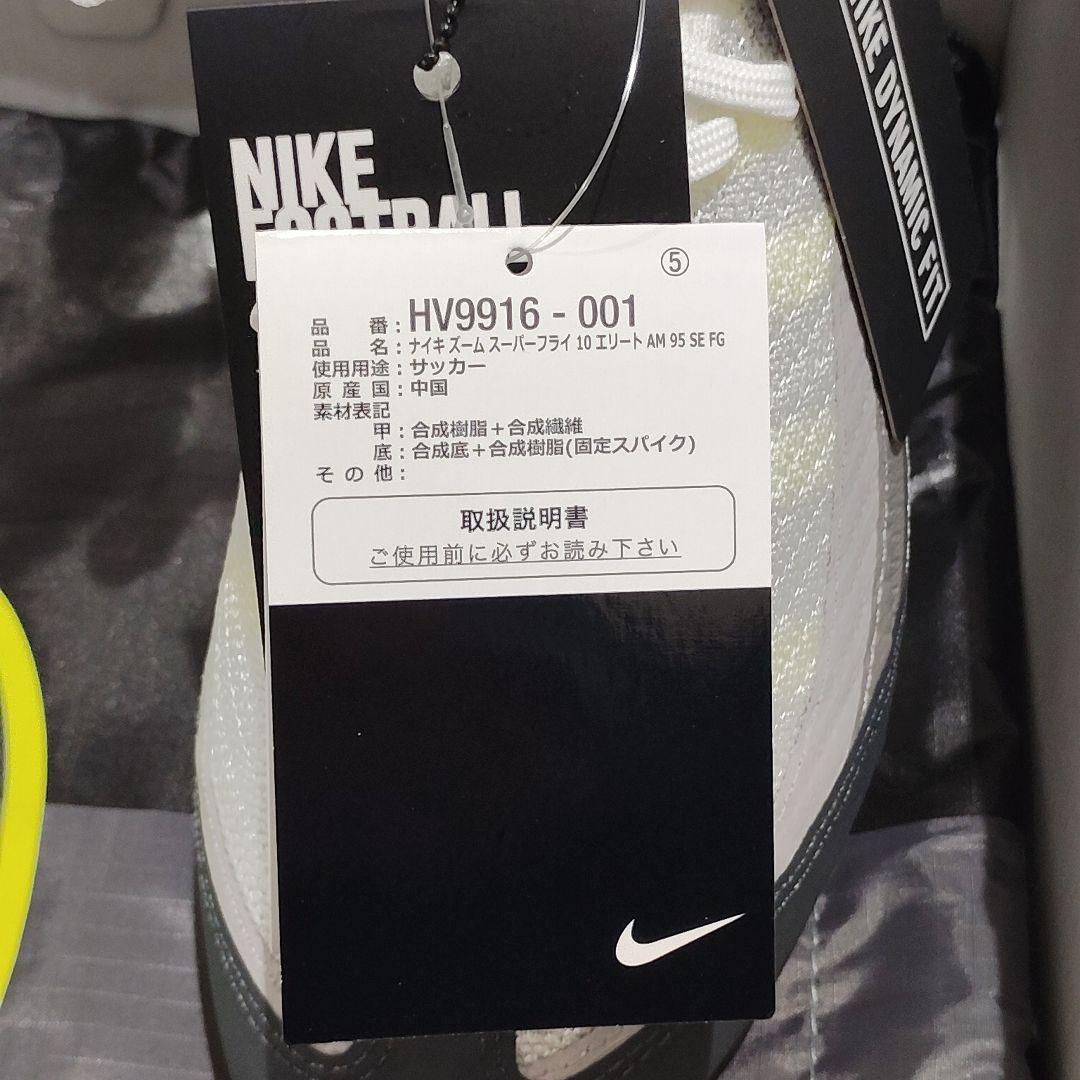 NIKE
FOOTBALL
NIKE DYNAMIC FIT
⑤
品番:HV9916-001
品名:ナイキ ズーム スーパーフライ 10 エリート AM 95 SE FG
使用用途:サッカー
原産国:中国
素材表記
甲:合成樹脂+合成繊維
底:合成底+合成樹脂(固定スパイク)
その他:
取扱説明書
ご使用前に必ずお読み下さい